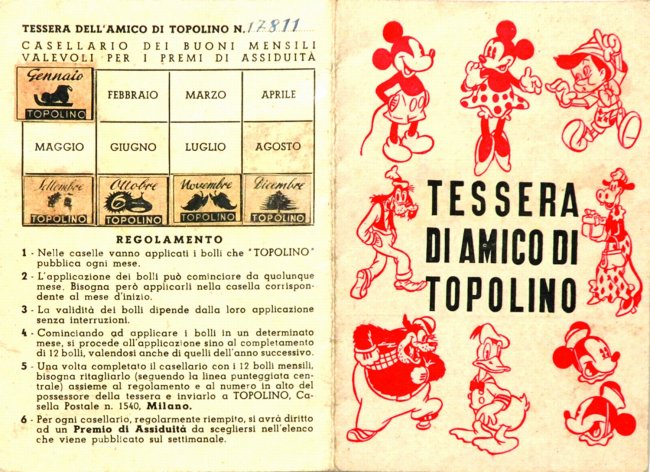 TESSERA DELL'AMICO DI TOPOLINO N. 17811
CASELLARIO DEI BUONI MENSILI
VALEVOLI PER I PREMI DI ASSIDUITÀ
Gennaio
TOPOLINO
FEBBRAIO
MARZO
APRILE
MAGGIO
GIUGNO
LUGLIO
AGOSTO
Settembre
TOPOLINO
Ottobre
TOPOLINO
Novembre
TOPOLINO
Dicembre
TOPOLINO
REGOLAMENTO
1 - Nelle caselle vanno applicati i bolli che "TOPOLINO"
pubblica ogni mese.
2 - L'applicazione dei bolli può cominciare da qualunque
mese. Bisogna però applicarli nella casella corrispon-
dente al mese d'inizio.
3 - La validità dei bolli dipende dalla loro applicazione
senza interruzioni.
4 - Cominciando ad applicare i bolli in un determinato
mese, si procede all'applicazione sino al completamento
di 12 bolli, valendosi anche di quelli dell'anno successivo.
5 - Una volta completato il casellario con i 12 bolli mensili,
bisogna ritagliarlo (seguendo la linea punteggiata cen-
trale) assieme al regolamento e al numero in alto del
possessore della tessera e inviarlo a TOPOLINO, Ca-
sella Postale n. 1540, Milano.
6 - Per ogni casellario, regolarmente riempito, si avrà diritto
ad un Premio di Assiduità da scegliersi nell'elenco
che viene pubblicato sul settimanale.
TESSERA
DI AMICO DI
TOPOLINO